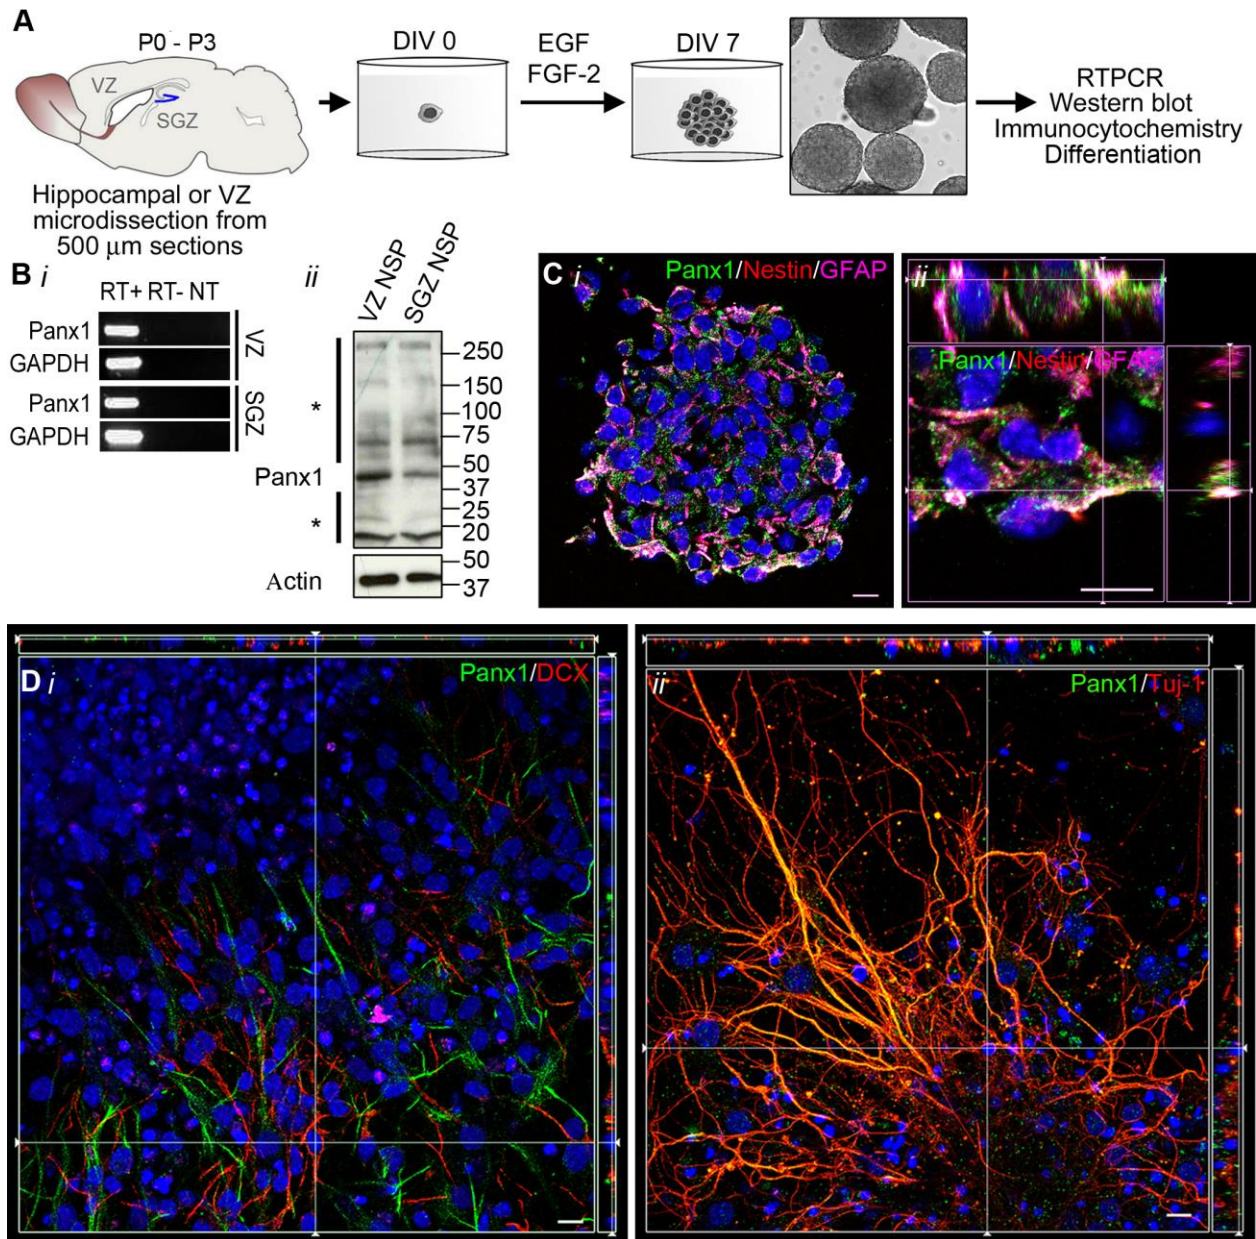 A
P0 - P3
VZ
SGZ
Hippocampal or VZ
microdissection from
500 µm sections
DIV 0
EGF
FGF-2
DIV 7
RTPCR
Western blot
Immunocytochemistry
Differentiation
B i
RT+ RT- NT
Panx1
GAPDH
VZ
Panx1
GAPDH
SGZ
ii
VZ NSP
SGZ NSP
250
150
*
100
75
50
Panx1
37
25
*
20
50
Actin
37
C i
Panx1/Nestin/GFAP
ii
Panx1/Nestin/GFAP
D i
Panx1/DCX
ii
Panx1/Tuj-1